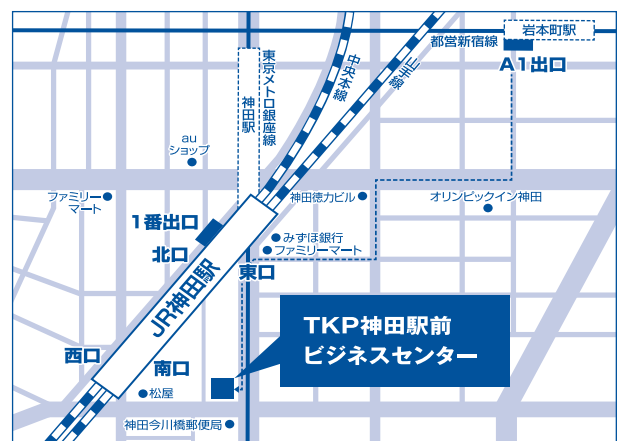 岩本町駅
都営新宿線
A1出口
中央本線
山手線
東京メトロ銀座線
神田駅
au
ショップ
ファミリー
マート
神田徳力ビル
オリンピックイン神田
1番出口
みずほ銀行
ファミリーマート
北口
東口
JR神田駅
TKP神田駅前
ビジネスセンター
西口
南口
松屋
神田今川橋郵便局